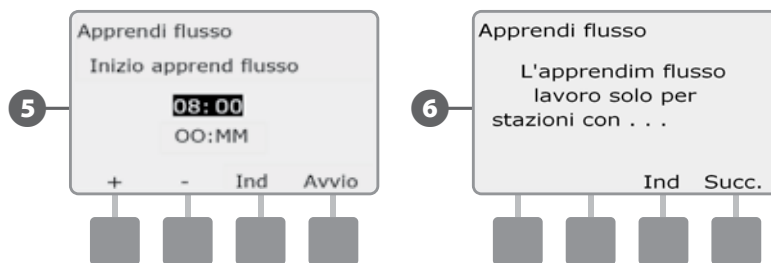 5
Apprendi flusso
Inizio apprend flusso
08:00
OO:MM
+ - Ind Avvio
6
Apprendi flusso
L'apprendim flusso
lavoro solo per
stazioni con . . .
Ind Succ.